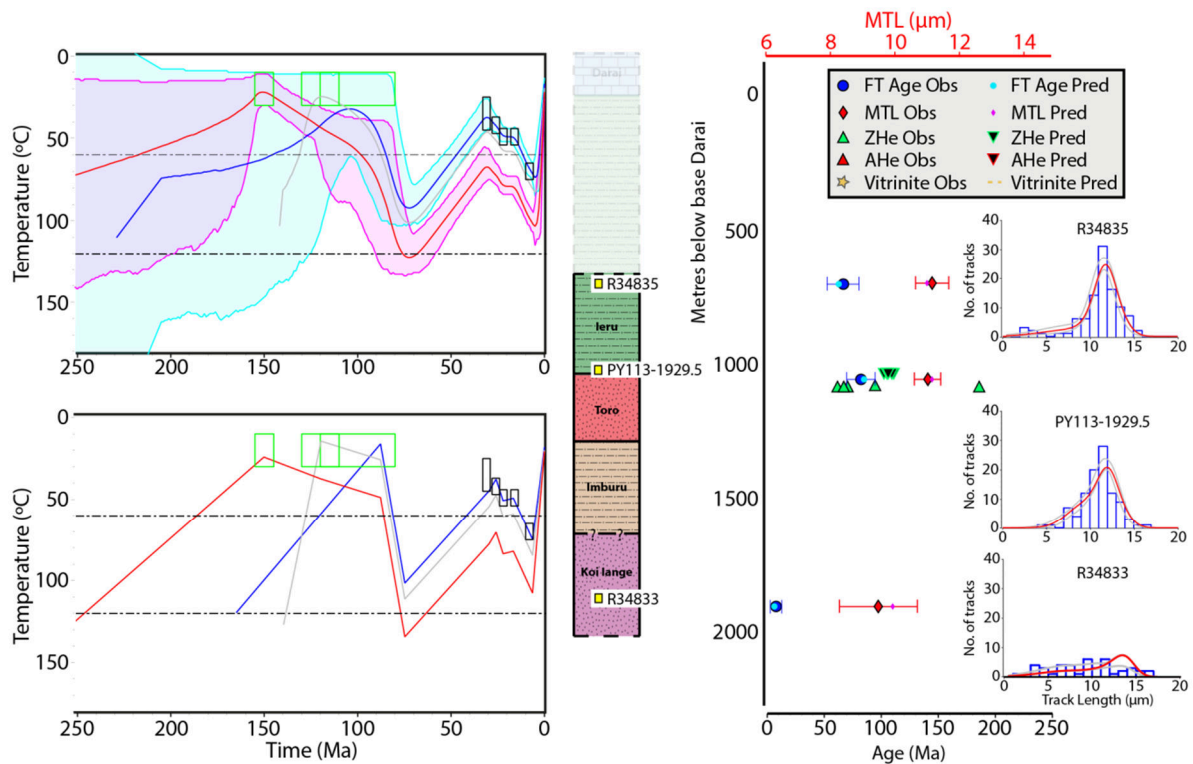 0
50
100
150
Temperature (ºC)
250
200
150
100
50
0
0
50
100
150
Temperature (ºC)
250
200
150
100
50
0
Time (Ma)
Darai
R34835
Ieru
PY113-1929.5
Toro
Imburu
? ?
Koi Iange
R34833
MTL (µm)
6 8 10 12 14
Metres below base Darai
0
500
1000
1500
2000
FT Age Obs FT Age Pred
MTL Obs MTL Pred
ZHe Obs ZHe Pred
AHe Obs AHe Pred
Vitrinite Obs Vitrinite Pred
R34835
No. of tracks
40
30
20
10
0
0 5 10 15 20
PY113-1929.5
No. of tracks
40
30
20
10
0
0 5 10 15 20
R34833
No. of tracks
40
30
20
10
0
0 5 10 15 20
Track Length (µm)
0 50 100 150 200 250
Age (Ma)